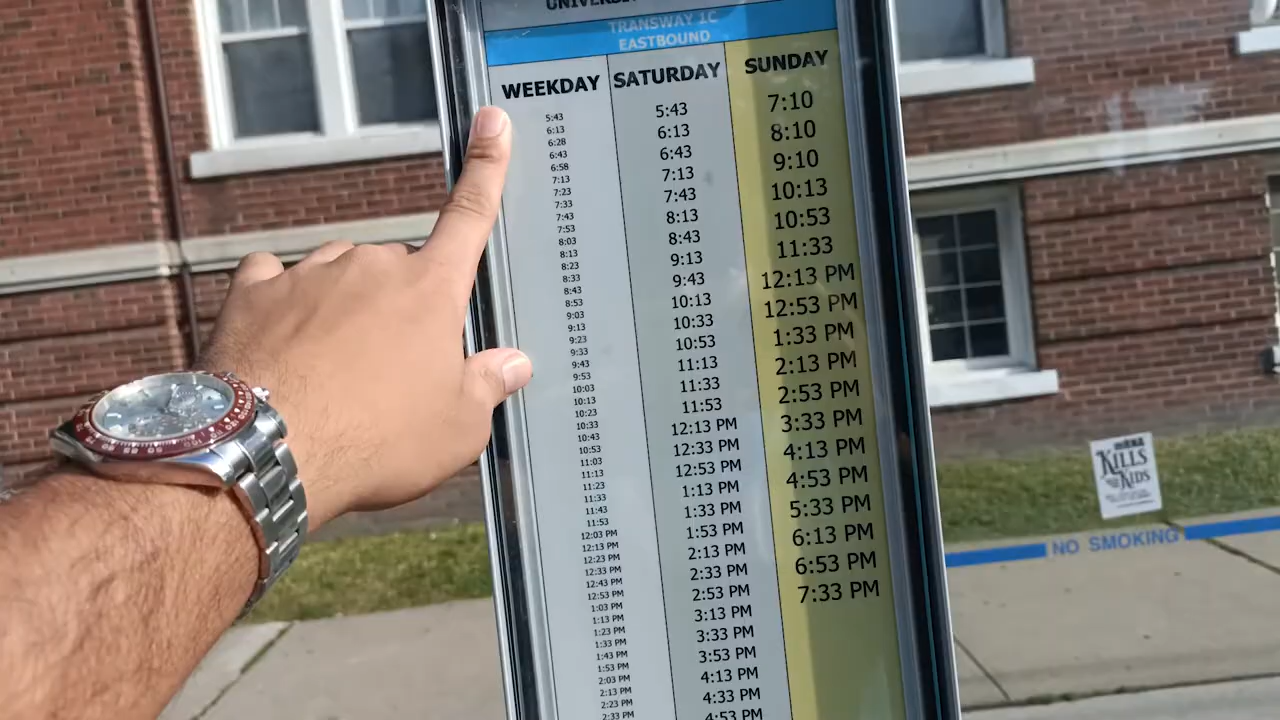 TRANSWAY 1C
EASTBOUND
WEEKDAY
5:43
6:13
6:28
6:43
6:58
7:13
7:23
7:33
7:43
7:53
8:03
8:13
8:23
8:33
8:43
8:53
9:03
9:13
9:23
9:33
9:43
9:53
10:03
10:13
10:23
10:33
10:43
10:53
11:03
11:13
11:23
11:33
11:43
11:53
12:03 PM
12:13 PM
12:23 PM
12:33 PM
12:43 PM
12:53 PM
1:03 PM
1:13 PM
1:23 PM
1:33 PM
1:43 PM
1:53 PM
2:03 PM
2:13 PM
2:23 PM
2:33 PM
SATURDAY
5:43
6:13
6:43
7:13
7:43
8:13
8:43
9:13
9:43
10:13
10:33
10:53
11:13
11:33
11:53
12:13 PM
12:33 PM
12:53 PM
1:13 PM
1:33 PM
1:53 PM
2:13 PM
2:33 PM
2:53 PM
3:13 PM
3:33 PM
3:53 PM
4:13 PM
4:33 PM
4:53 PM
SUNDAY
7:10
8:10
9:10
10:13
10:53
11:33
12:13 PM
12:53 PM
1:33 PM
2:13 PM
2:53 PM
3:33 PM
4:13 PM
4:53 PM
5:33 PM
6:13 PM
6:53 PM
7:33 PM
mRNA
KILLS
KIDS
NO SMOKING